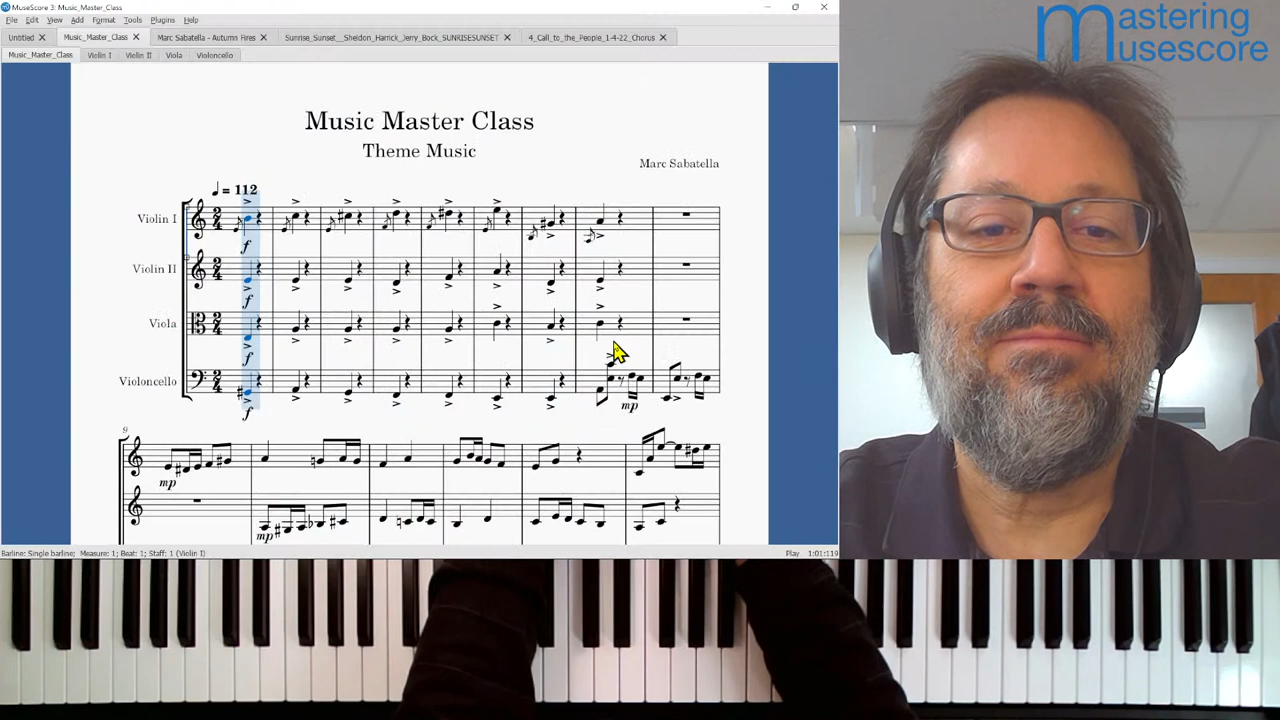 MuseScore 3: Music_Master_Class
File Edit View Add Format Tools Plugins Help
Untitled Music_Master_Class Marc Sabatella - Autumn Fires Sunrise_Sunset__Sheldon_Harrick_Jerry_Bock_SUNRISESUNSET 4_Call_to_the_People_1-4-22_Chorus
Music_Master_Class Violin I Violin II Viola Violoncello
Mastering
Musescore
Music Master Class
Theme Music
Marc Sabatella
= 112
Violin I
f
Violin II
f
Viola
f
Violoncello
mp
f
9
mp
mp
Barline: Single barline; Measure: 1; Beat: 1; Staff: 1 (Violin I) Play 1:01:119